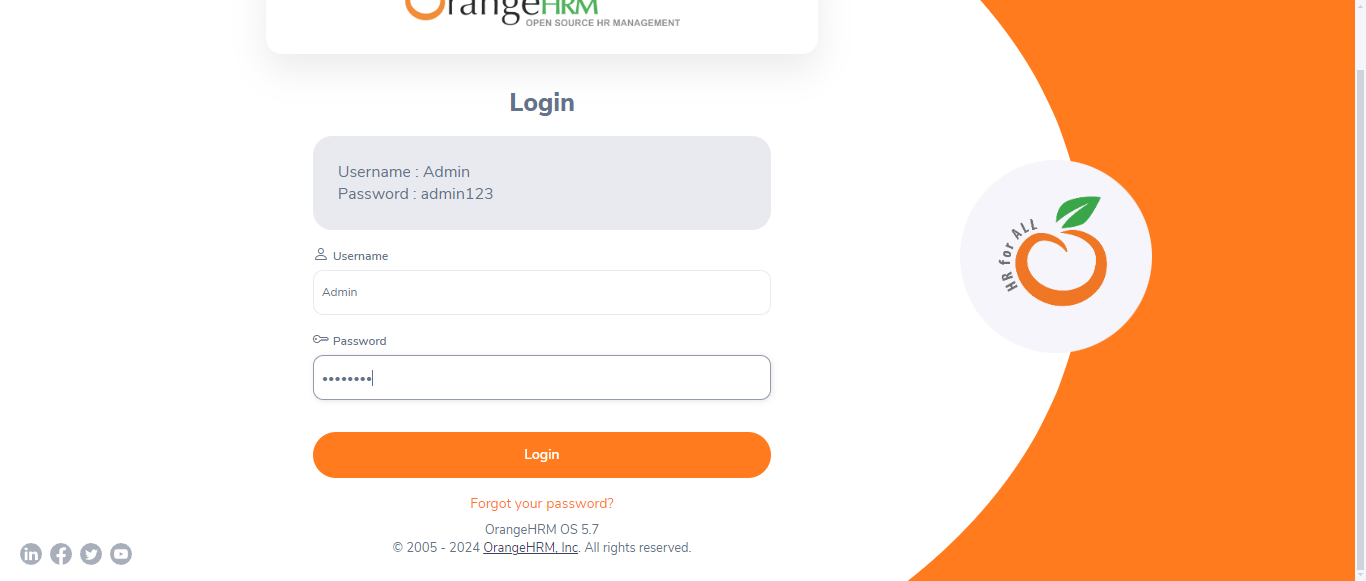 OrangeHRM
OPEN SOURCE HR MANAGEMENT
Login
Username : Admin
Password : admin123
Username
Admin
Password
••••••••
Login
Forgot your password?
OrangeHRM OS 5.7
© 2005 - 2024 OrangeHRM, Inc. All rights reserved.
HR for ALL